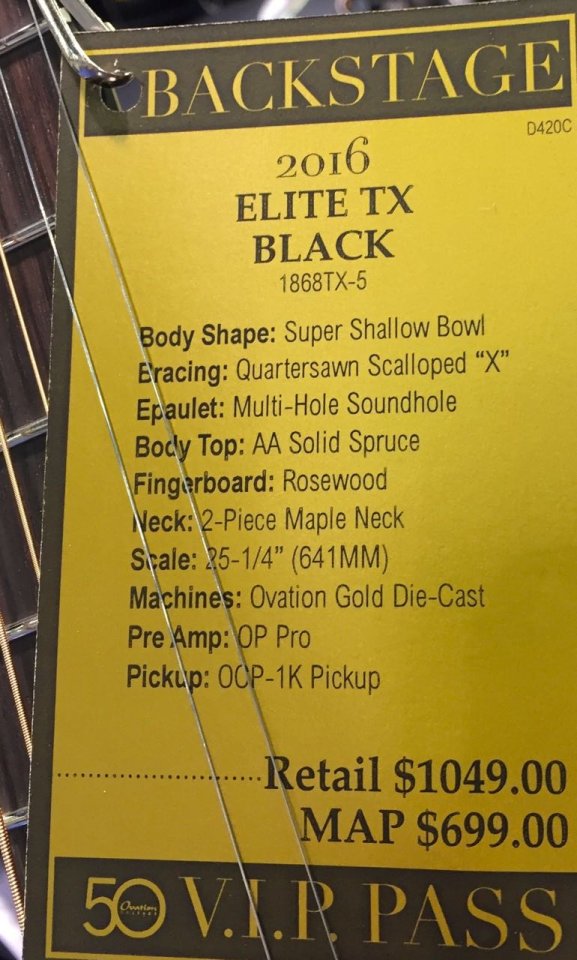 BACKSTAGE
D420C
2016
ELITE TX
BLACK
1868TX-5
Body Shape: Super Shallow Bowl
Bracing: Quartersawn Scalloped “X”
Epaulet: Multi-Hole Soundhole
Body Top: AA Solid Spruce
Fingerboard: Rosewood
Neck: 2-Piece Maple Neck
Scale: 25-1/4” (641MM)
Machines: Ovation Gold Die-Cast
Pre Amp: OP Pro
Pickup: OCP-1K Pickup
Retail $1049.00
MAP $699.00
50 Ovation V.I.P. PASS